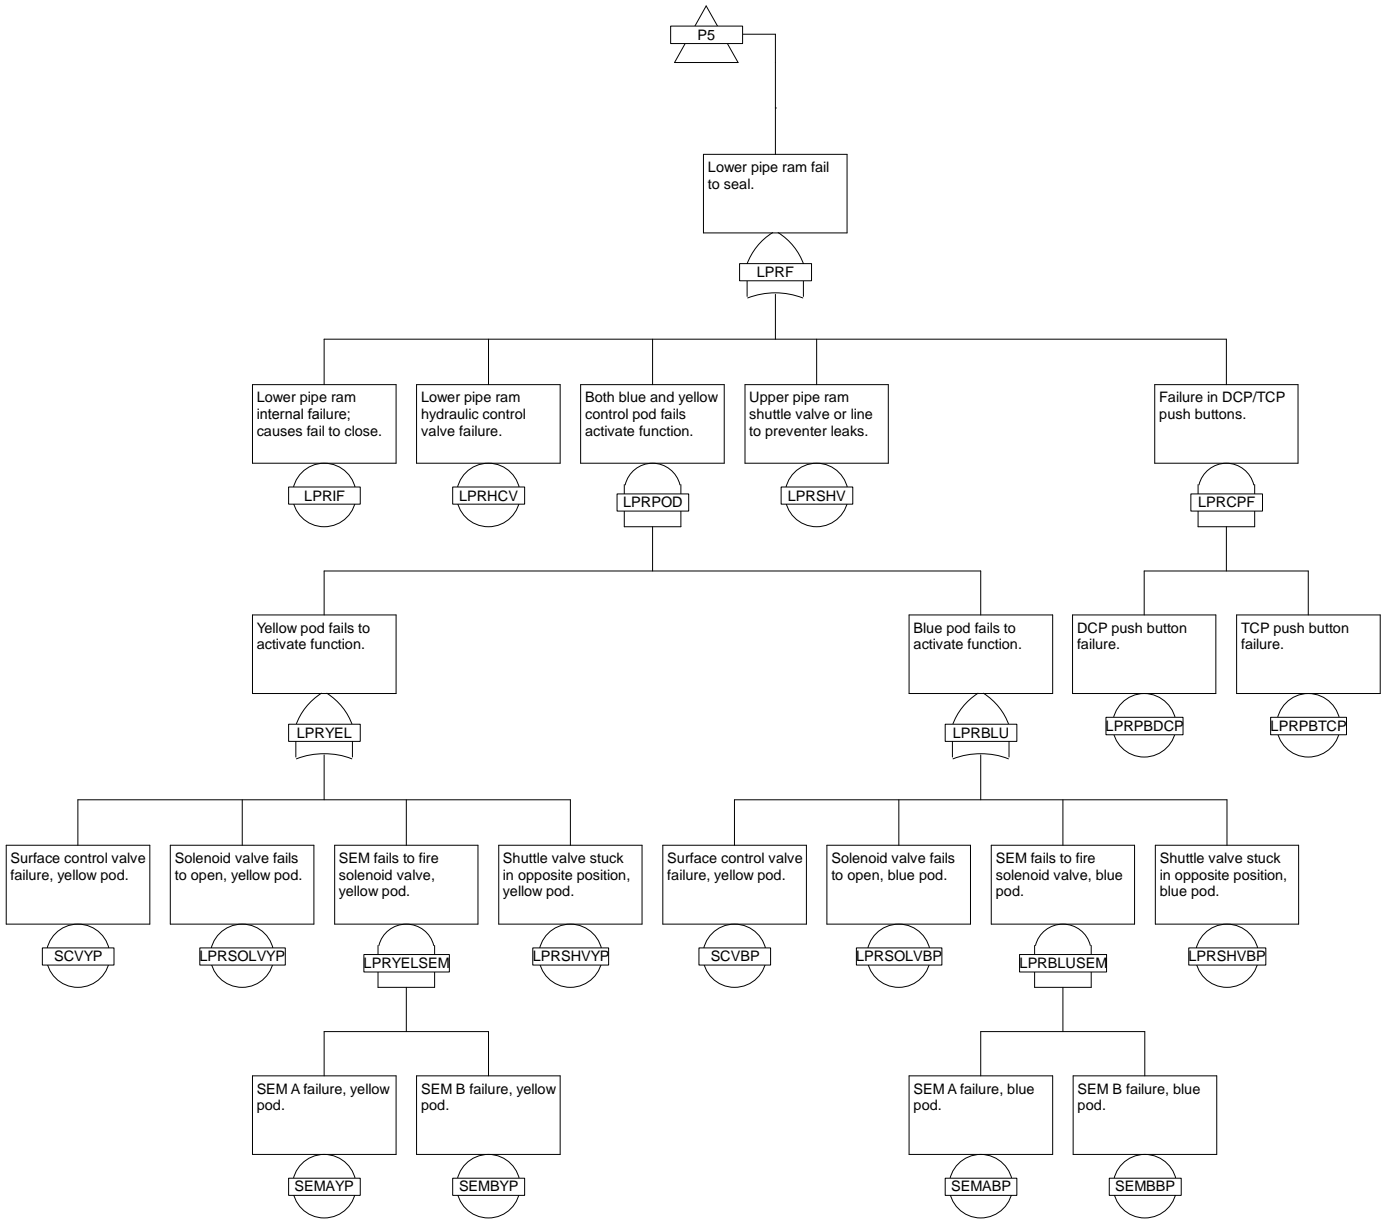 P5
Lower pipe ram fail
to seal.
LPRF
Lower pipe ram
internal failure;
causes fail to close.
LPRIF
Lower pipe ram
hydraulic control
valve failure.
LPRHCV
Both blue and yellow
control pod fails
activate function.
LPRPOD
Upper pipe ram
shuttle valve or line
to preventer leaks.
LPRSHV
Failure in DCP/TCP
push buttons.
LPRCPF
Yellow pod fails to
activate function.
LPRYEL
Blue pod fails to
activate function.
LPRBLU
DCP push button
failure.
LPRPBDCP
TCP push button
failure.
LPRPBTCP
Surface control valve
failure, yellow pod.
SCVYP
Solenoid valve fails
to open, yellow pod.
LPRSOLVYP
SEM fails to fire
solenoid valve,
yellow pod.
LPRYELSEM
Shuttle valve stuck
in opposite position,
yellow pod.
LPRSHVYP
Surface control valve
failure, yellow pod.
SCVBP
Solenoid valve fails
to open, blue pod.
LPRSOLVBP
SEM fails to fire
solenoid valve, blue
pod.
LPRBLUSEM
Shuttle valve stuck
in opposite position,
blue pod.
LPRSHVBP
SEM A failure, yellow
pod.
SEMAYP
SEM B failure, yellow
pod.
SEMBYP
SEM A failure, blue
pod.
SEMABP
SEM B failure, blue
pod.
SEMBBP